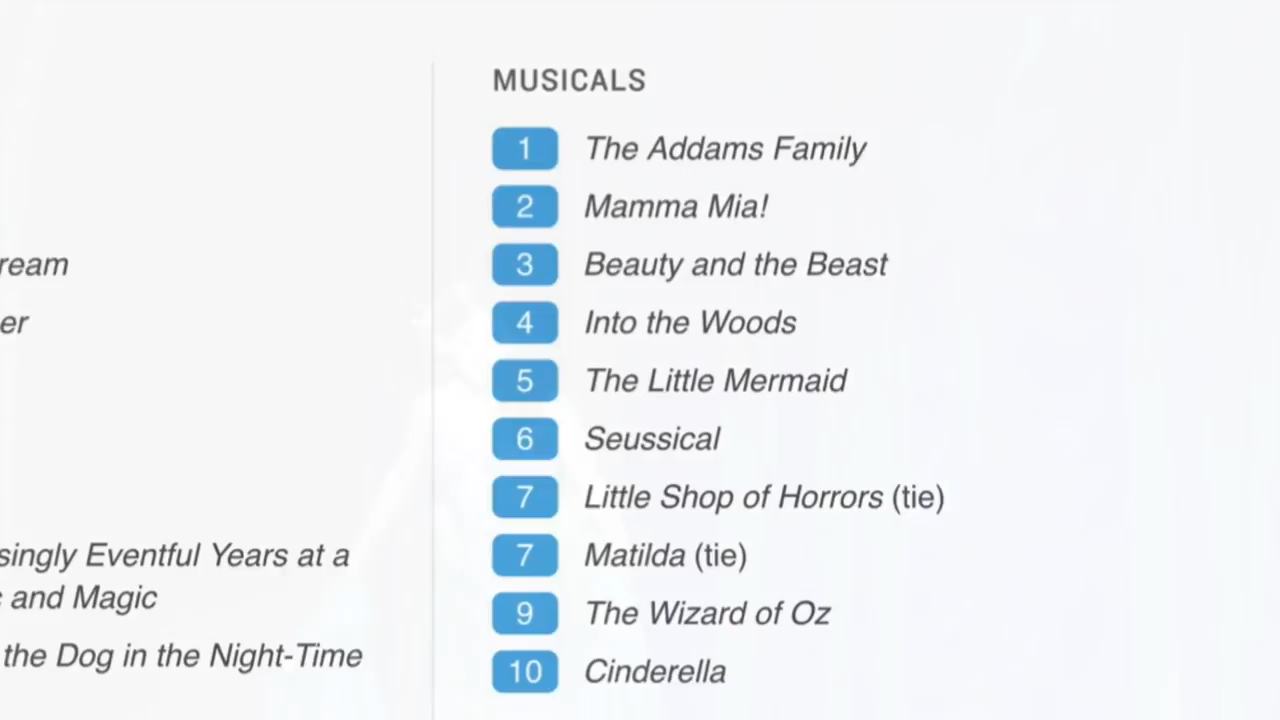 ream
er
singly Eventful Years at a
and Magic
the Dog in the Night-Time
MUSICALS
1 The Addams Family
2 Mamma Mia!
3 Beauty and the Beast
4 Into the Woods
5 The Little Mermaid
6 Seussical
7 Little Shop of Horrors (tie)
7 Matilda (tie)
9 The Wizard of Oz
10 Cinderella